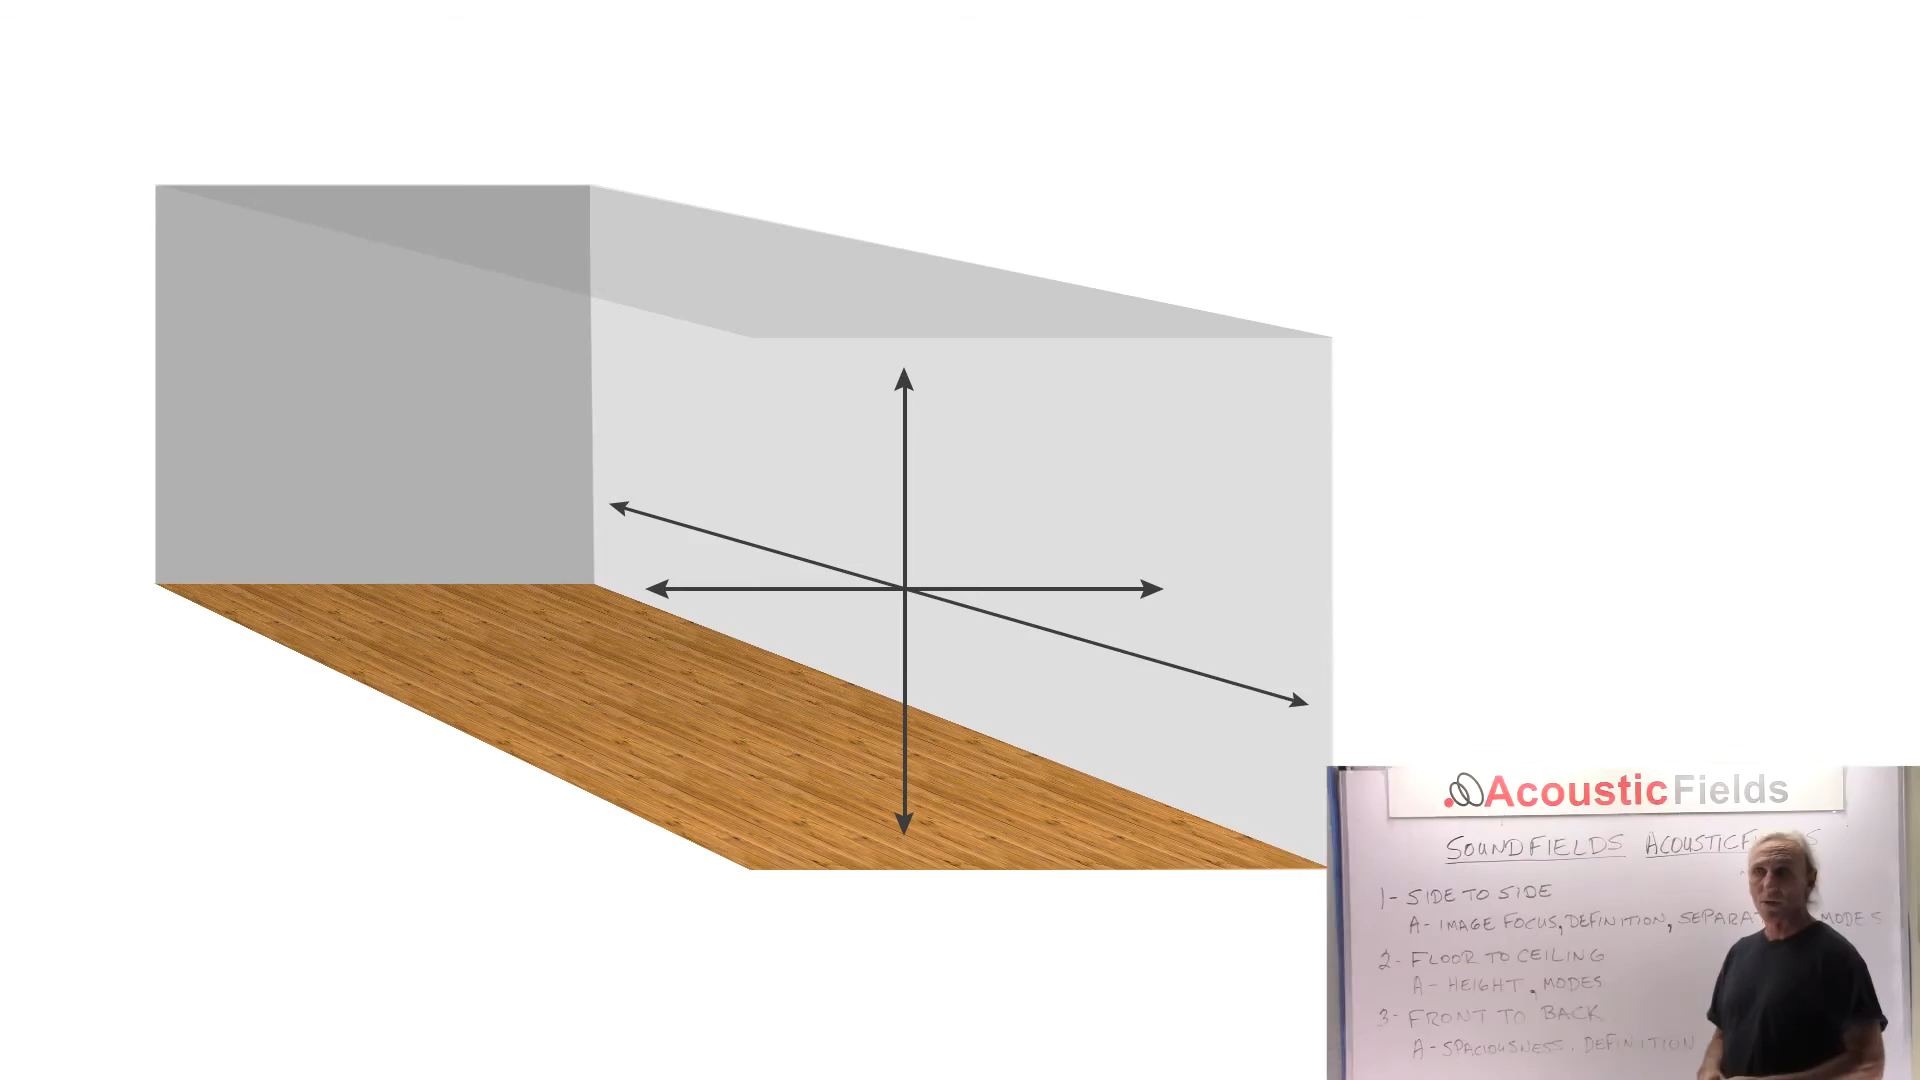 AcousticFields
SOUNDFIELDS ACOUSTICF S
1- SIDE TO SIDE
A- IMAGE FOCUS, DEFINITION, SEPARAT MODES
2- FLOOR TO CEILING
A- HEIGHT, MODES
3- FRONT TO BACK
A- SPACIOUSNESS, DEFINITION